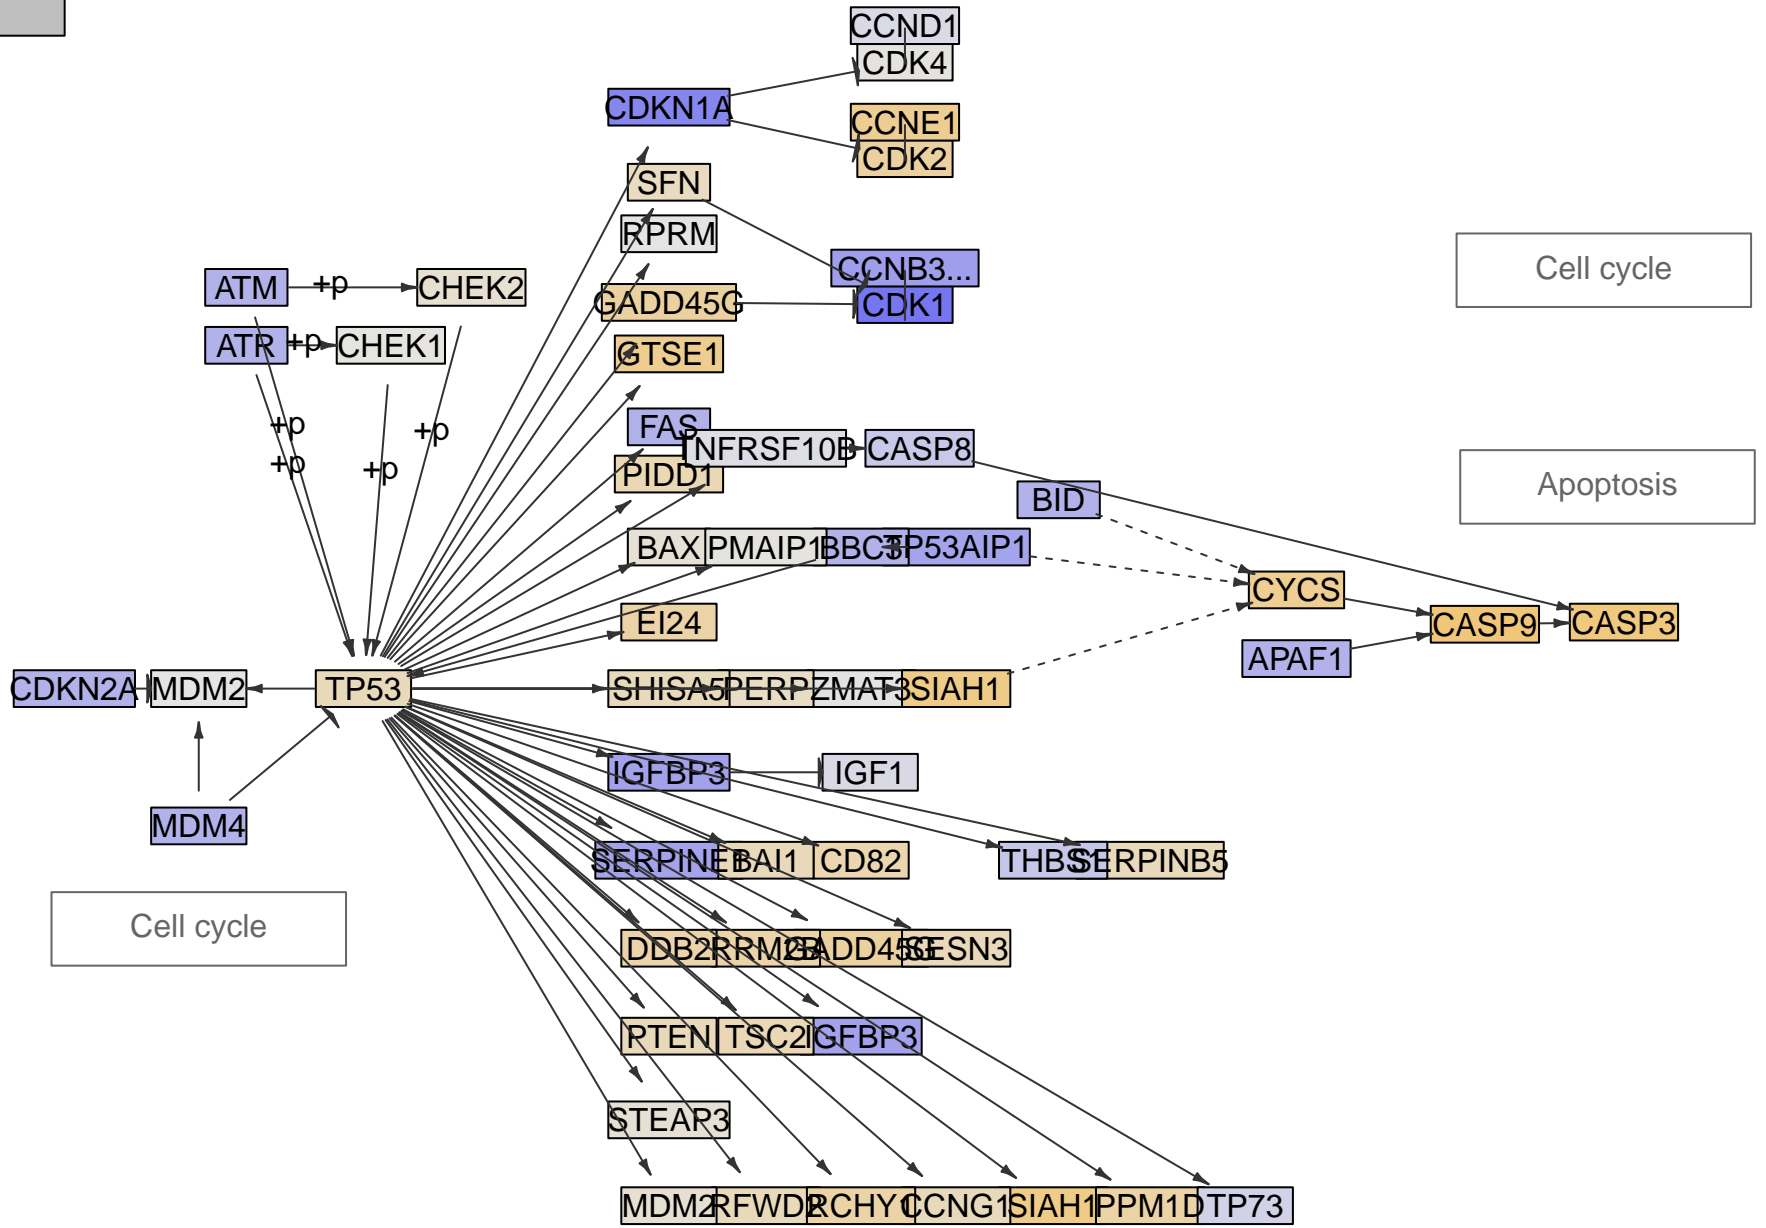 CCND1
CDK4
CDKN1A
CCNE1
CDK2
SFN
RPRM
CCNB3...
Cell cycle
ATM
+p
CHEK2
GADD45G
CDK1
ATR
+p
CHEK1
GTSE1
+p
+p
FAS
TNFRSF10B
CASP8
+p
+p
PIDD1
Apoptosis
BID
BAX
PMAIP1
BBC3
TP53AIP1
CYCS
EI24
CASP9
CASP3
APAF1
CDKN2A
MDM2
TP53
SHISA5
PERP
ZMAT3
SIAH1
IGFBP3
IGF1
MDM4
SERPINE1
BAI1
CD82
THBS1
SERPINB5
Cell cycle
DDB2
RRM2B
GADD45G
SESN3
PTEN
TSC2
IGFBP3
STEAP3
MDM2
RFWD2
RCHY1
CCNG1
SIAH1
PPM1D
TP73